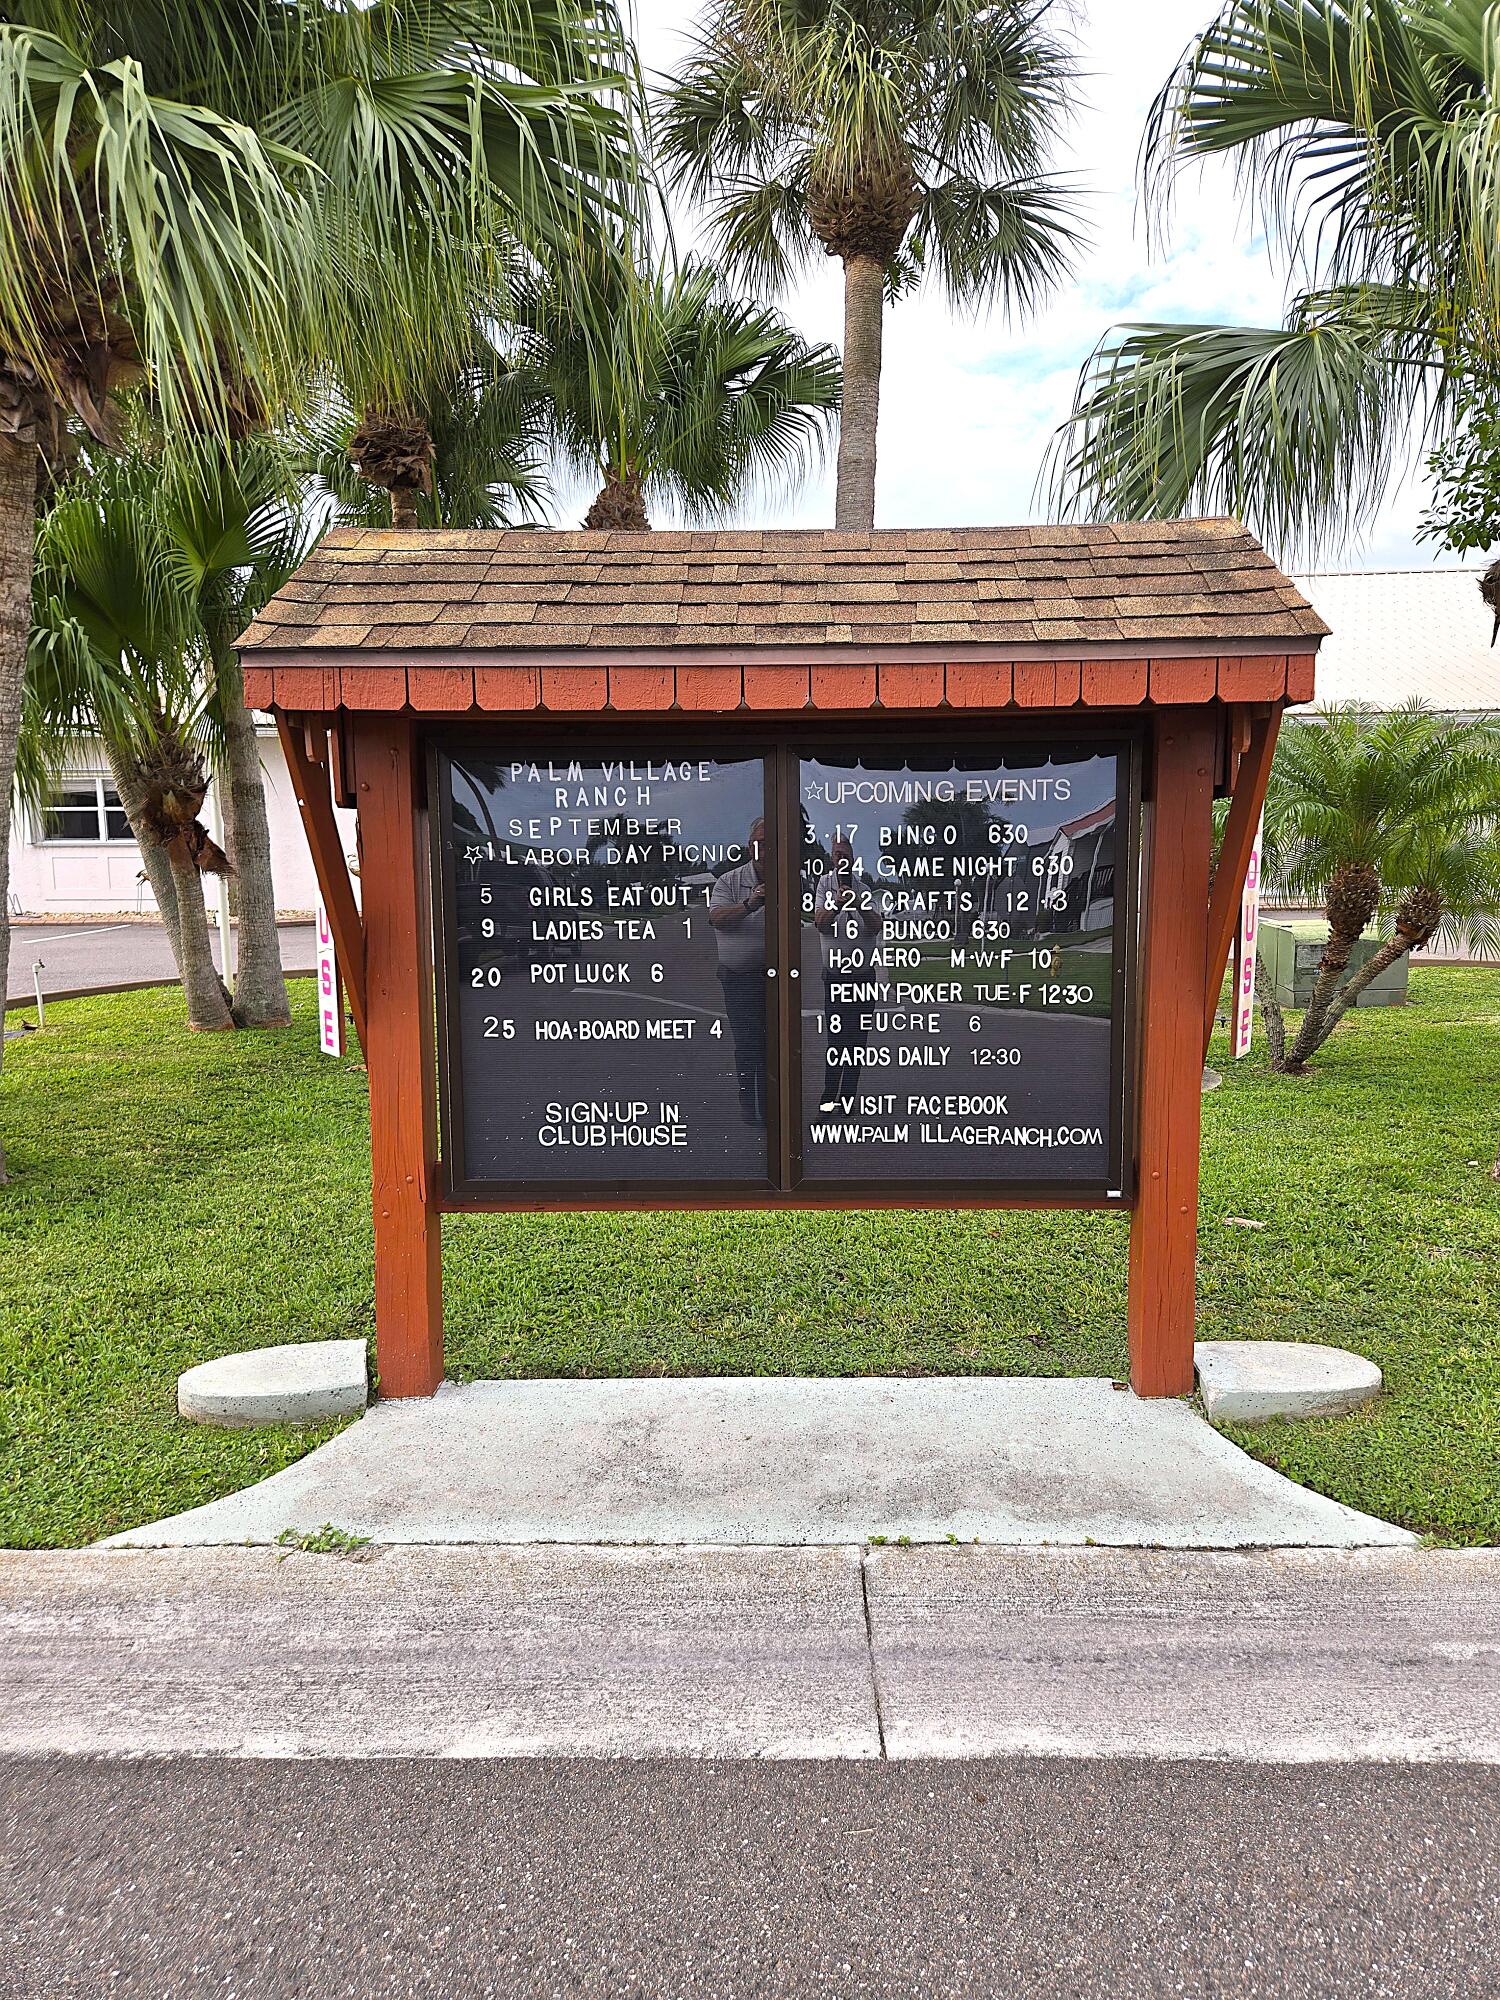 PALM VILLAGE
RANCH
SEPTEMBER
☆1 LABOR DAY PICNIC 1
5 GIRLS EAT OUT 1
9 LADIES TEA 1
20 POT LUCK 6
25 HOA·BOARD MEET 4
SIGN·UP IN
CLUBHOUSE
☆UPCOMING EVENTS
3·17 BINGO 630
10.24 GAME NIGHT 630
8 &22 CRAFTS 12·3
16 BUNCO 630
H2O AERO M·W·F 10
PENNY POKER TUE·F 12·30
18 EUCRE 6
CARDS DAILY 12·30
VISIT FACEBOOK
WWW.PALM ILLAGERANCH.COM
U
S
E
O
U
S
E